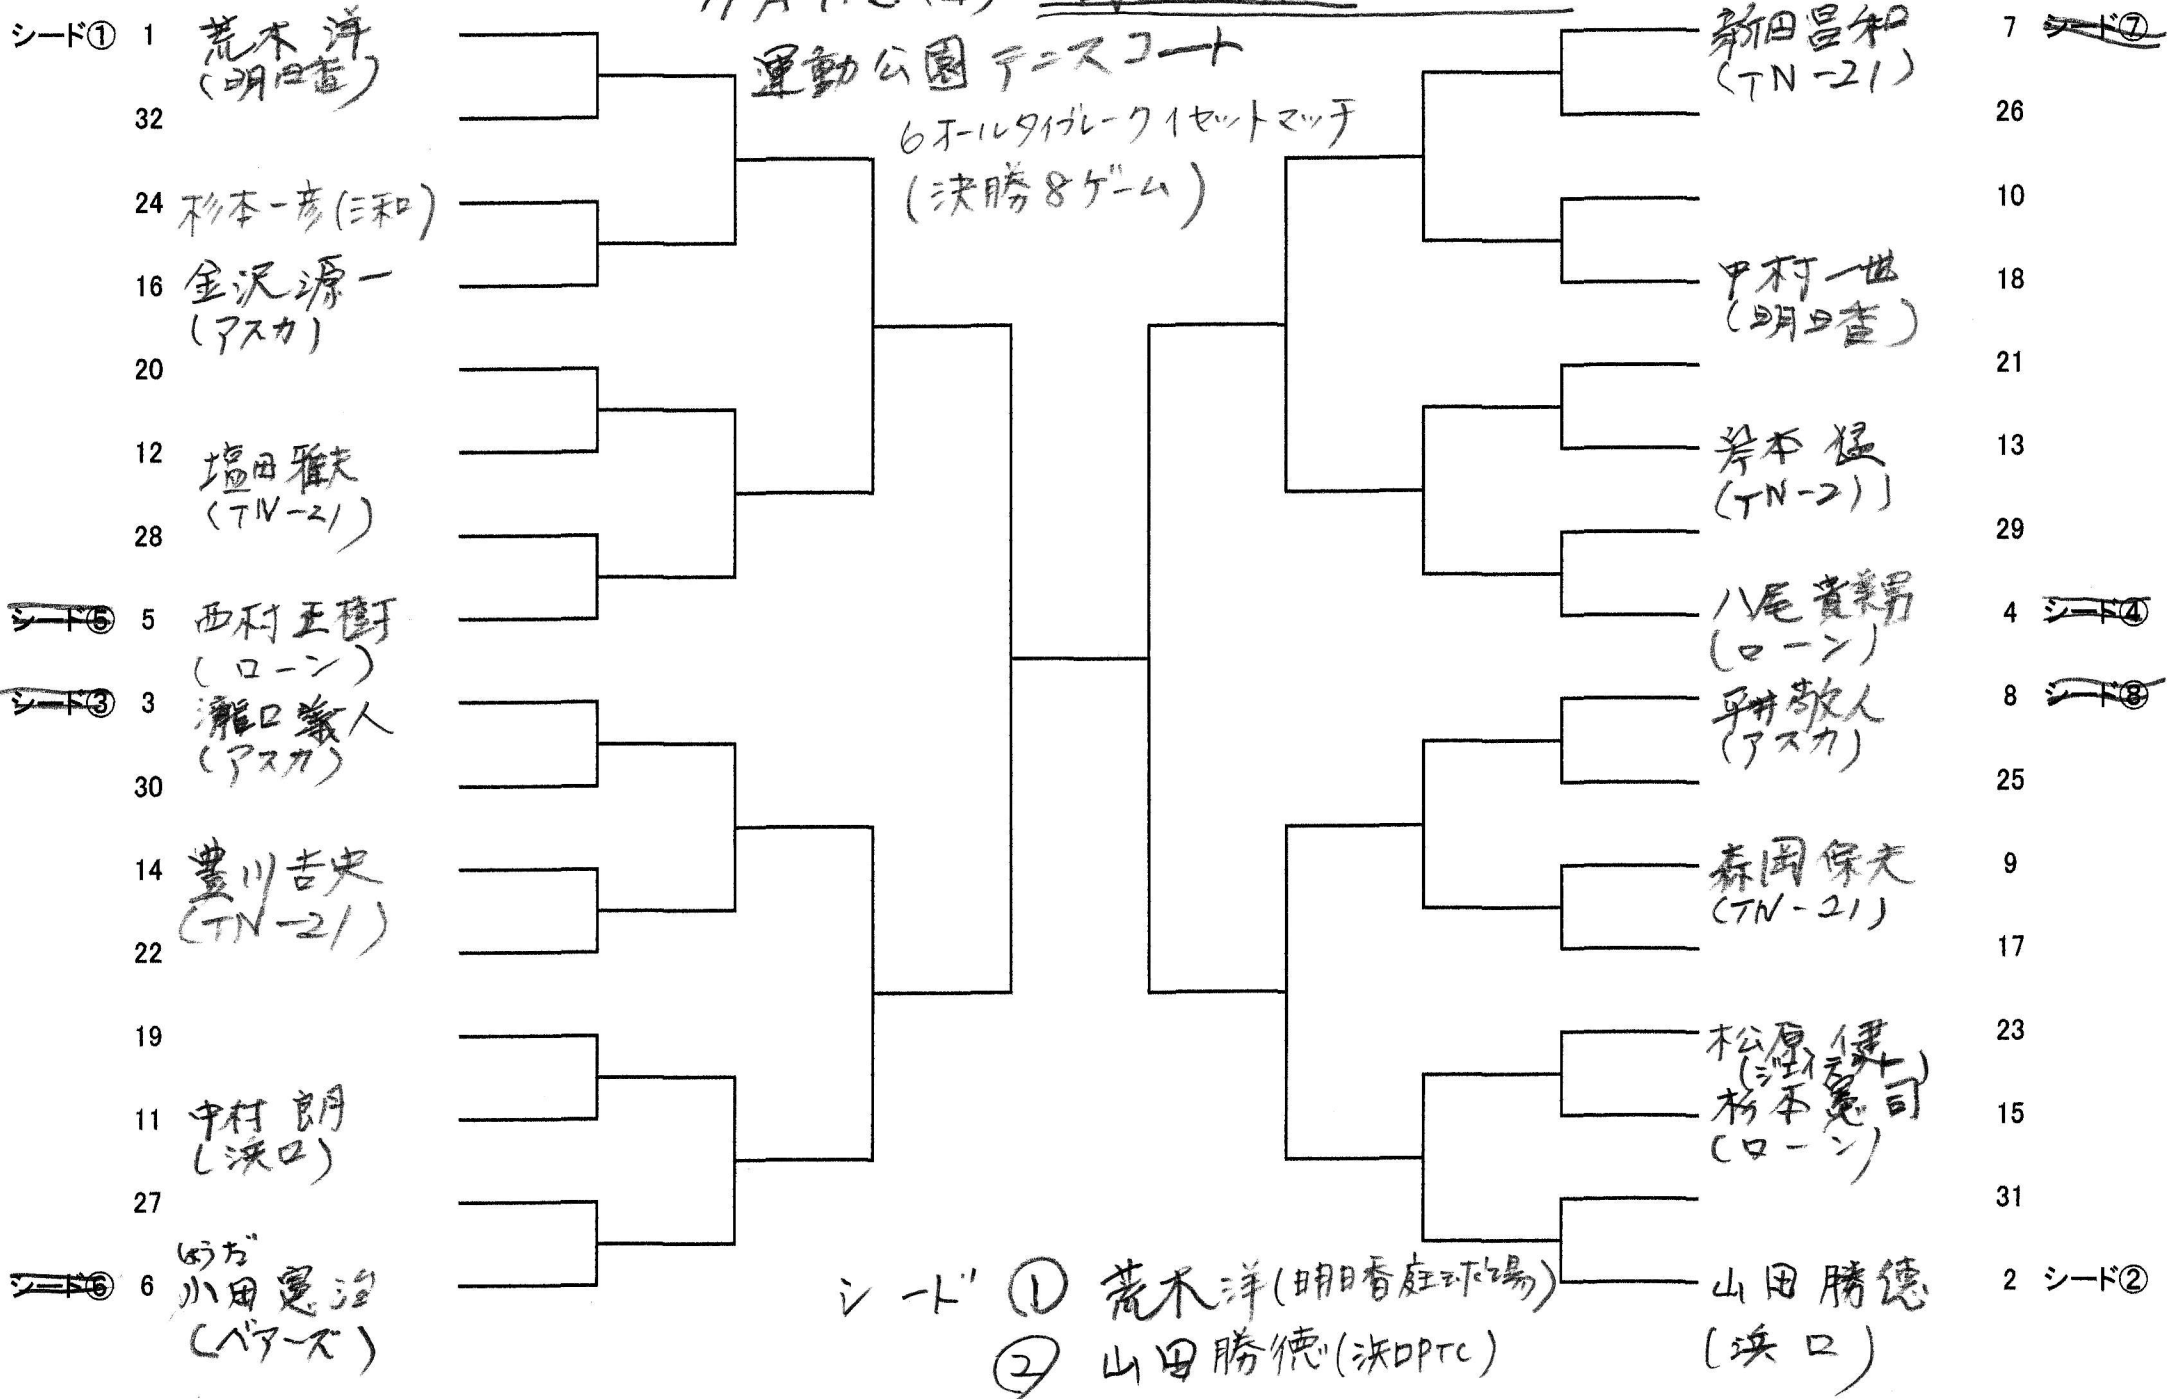 運動公園 テニスコート
6オールタイブレーク1セットマッチ
(決勝8ゲーム)
シード① 1 荒木 洋
(明日香)
32
24 杉本一彦(三和)
16 金沢源一
(アスカ)
20
12 塩田雅夫
(TN-21)
28
シード⑤ 5 西村正樹
(ローン)
シード③ 3 瀧口義人
(アスカ)
30
14 豊川吉史
(TN-21)
22
19
11 中村 朗
(浜口)
27
しょうだ
シード⑥ 6 小田憲治
(ベアーズ)
新田昌和 7 シード⑦
(TN-21)
26
10
中村一世 18
(明日香)
21
岸本 猛 13
(TN-21)
29
八尾貴美男 4 シード④
(ローン)
平井敬人 8 シード⑧
(アスカ)
25
森岡保夫 9
(TN-21)
17
松原 健 23
杉本憲司 15
(ローン)
31
山田勝徳 2 シード②
(浜口)
シード ① 荒木洋(明日香庭球場)
② 山田勝徳(浜口PTC)